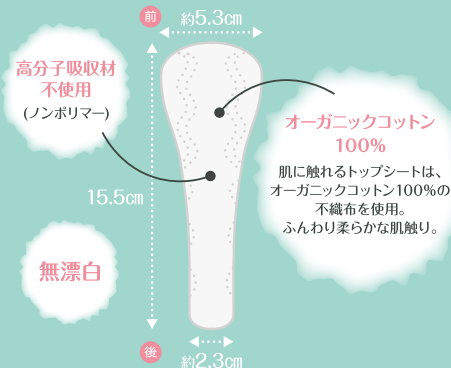 前
約5.3cm
高分子吸収材
不使用
(ノンポリマー)
オーガニックコットン
100%
肌に触れるトップシートは、
オーガニックコットン100%の
不織布を使用。
ふんわり柔らかな肌触り。
15.5cm
無漂白
後
約2.3cm